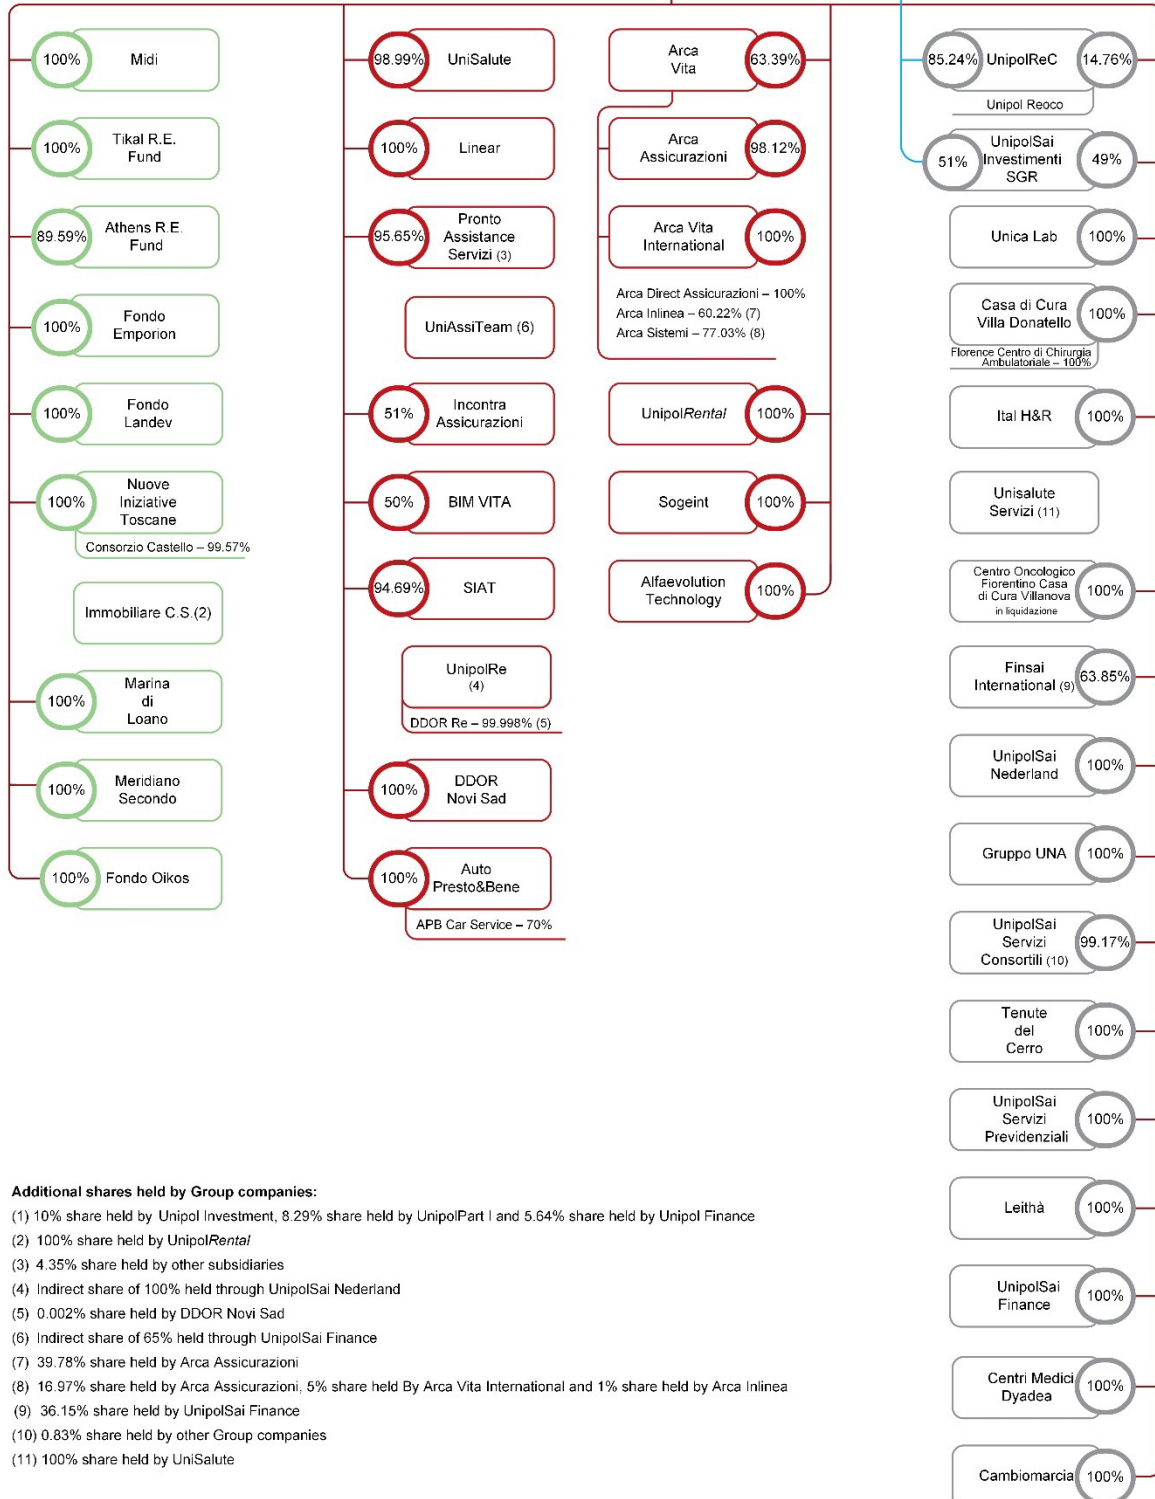 100%
Midi
100%
Tikal R.E.
Fund
89.59%
Athens R.E.
Fund
100%
Fondo
Emporion
100%
Fondo
Landev
100%
Nuove
Iniziative
Toscane
Consorzio Castello – 99.57%
Immobiliare C.S.(2)
100%
Marina
di
Loano
100%
Meridiano
Secondo
100%
Fondo Oikos
98.99%
UniSalute
100%
Linear
95.65%
Pronto
Assistance
Servizi (3)
UniAssiTeam (6)
51%
Incontra
Assicurazioni
50%
BIM VITA
94.69%
SIAT
UnipolRe
(4)
DDOR Re – 99.998% (5)
100%
DDOR
Novi Sad
100%
Auto
Presto&Bene
APB Car Service – 70%
Arca
Vita
63.39%
Arca
Assicurazioni
98.12%
Arca Vita
International
100%
Arca Direct Assicurazioni – 100%
Arca Inlinea – 60.22% (7)
Arca Sistemi – 77.03% (8)
UnipolRental
100%
Sogeint
100%
Alfaevolution
Technology
100%
85.24%
UnipolReC
14.76%
Unipol Reoco
51%
UnipolSai
Investimenti
SGR
49%
Unica Lab
100%
Casa di Cura
Villa Donatello
100%
Florence Centro di Chirurgia
Ambulatoriale – 100%
Ital H&R
100%
Unisalute
Servizi (11)
Centro Oncologico
Fiorentino Casa
di Cura Villanova
in liquidazione
100%
Finsai
International (9)
63.85%
UnipolSai
Nederland
100%
Gruppo UNA
100%
UnipolSai
Servizi
Consortili (10)
99.17%
Tenute
del
Cerro
100%
UnipolSai
Servizi
Previdenziali
100%
Leithà
100%
UnipolSai
Finance
100%
Centri Medici
Dyadea
100%
Cambiomarcia
100%
Additional shares held by Group companies:
(1) 10% share held by Unipol Investment, 8.29% share held by UnipolPart I and 5.64% share held by Unipol Finance
(2) 100% share held by UnipolRental
(3) 4.35% share held by other subsidiaries
(4) Indirect share of 100% held through UnipolSai Nederland
(5) 0.002% share held by DDOR Novi Sad
(6) Indirect share of 65% held through UnipolSai Finance
(7) 39.78% share held by Arca Assicurazioni
(8) 16.97% share held by Arca Assicurazioni, 5% share held By Arca Vita International and 1% share held by Arca Inlinea
(9) 36.15% share held by UnipolSai Finance
(10) 0.83% share held by other Group companies
(11) 100% share held by UniSalute